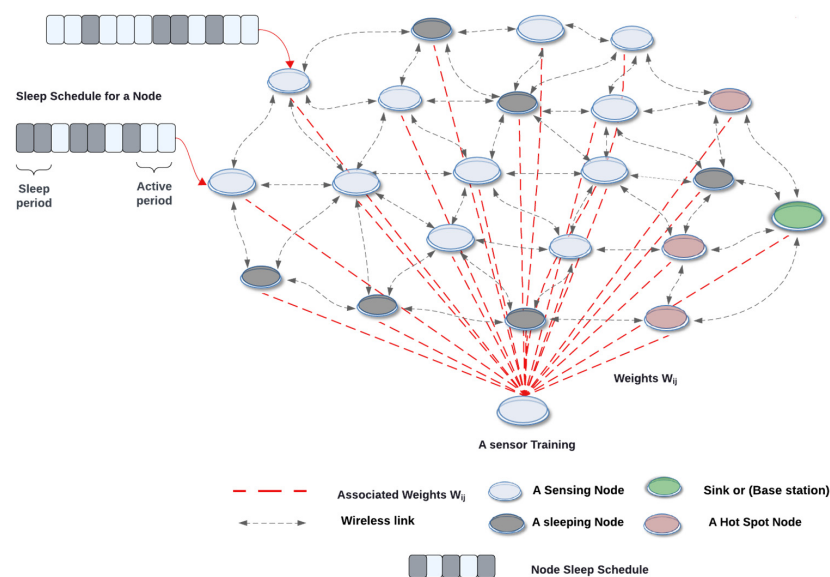 Sleep Schedule for a Node
Sleep
period
Active
period
Weights Wij
A sensor Training
Associated Weights Wij
A Sensing Node
Sink or (Base station)
Wireless link
A sleeping Node
A Hot Spot Node
Node Sleep Schedule